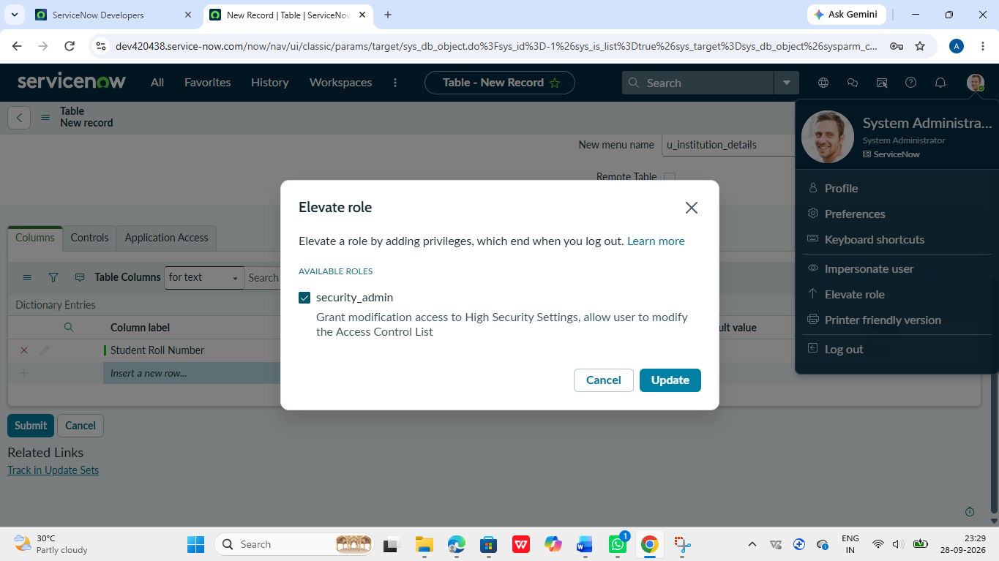 ServiceNow Developers
New Record | Table | ServiceNow
Ask Gemini
dev420438.service-now.com/now/nav/ui/classic/params/target/sys_db_object.do%3Fsys_id%3D-1%26sys_is_list%3Dtrue%26sys_target%3Dsys_db_object%26sysparm_c...
A
servicenow
All
Favorites
History
Workspaces
Table - New Record
Search
Table
New record
New menu name
u_institution_details
Remote Table
System Administra...
System Administrator
ServiceNow
Profile
Preferences
Keyboard shortcuts
Impersonate user
Elevate role
Printer friendly version
Log out
Elevate role
Elevate a role by adding privileges, which end when you log out. Learn more
AVAILABLE ROLES
security_admin
Grant modification access to High Security Settings, allow user to modify
the Access Control List
Cancel
Update
Columns
Controls
Application Access
Table Columns
for text
Search
Dictionary Entries
Column label
ult value
Student Roll Number
Insert a new row...
Submit
Cancel
Related Links
Track in Update Sets
30°C
Partly cloudy
Search
1
ENG
IN
23:29
28-09-2026